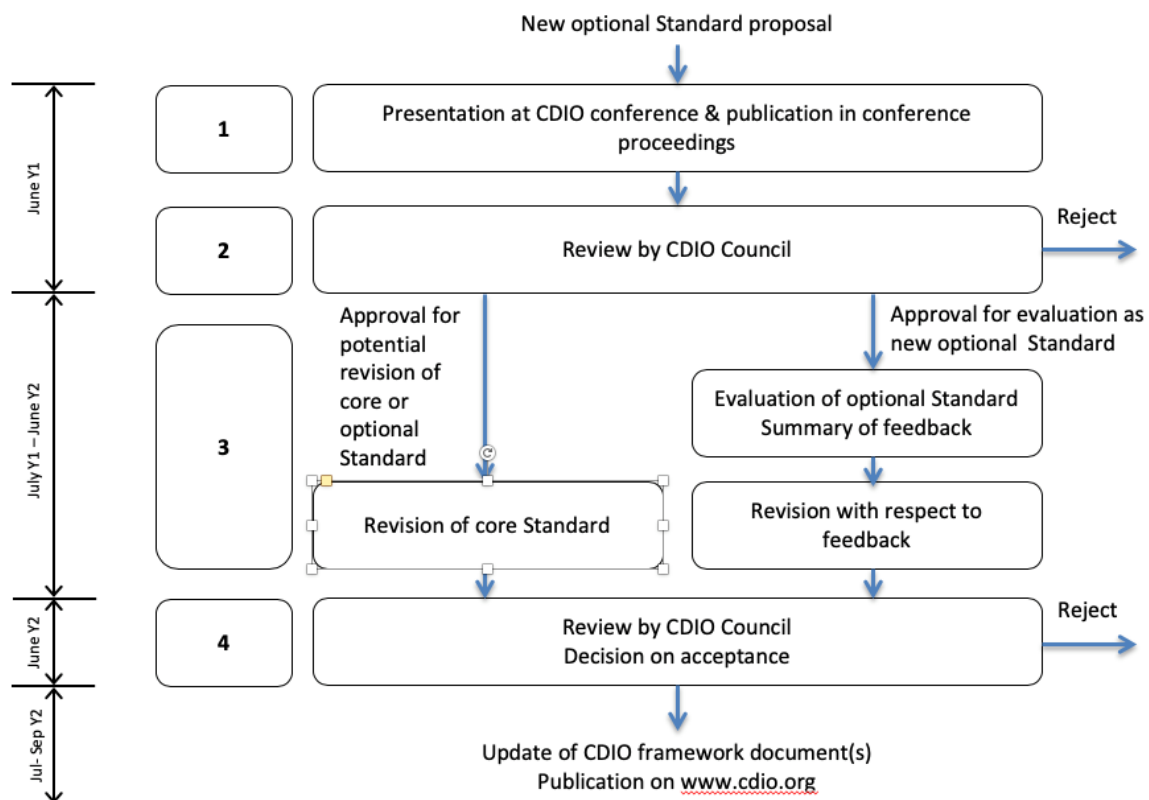 New optional Standard proposal
June Y1
1
Presentation at CDIO conference & publication in conference
proceedings
2
Review by CDIO Council
Reject
July Y1 – June Y2
3
Approval for
potential
revision of
core or
optional
Standard
Approval for evaluation as
new optional  Standard
Evaluation of optional Standard
Summary of feedback
Revision of core Standard
Revision with respect to
feedback
June Y2
4
Review by CDIO Council
Decision on acceptance
Reject
Jul- Sep Y2
Update of CDIO framework document(s)
Publication on www.cdio.org